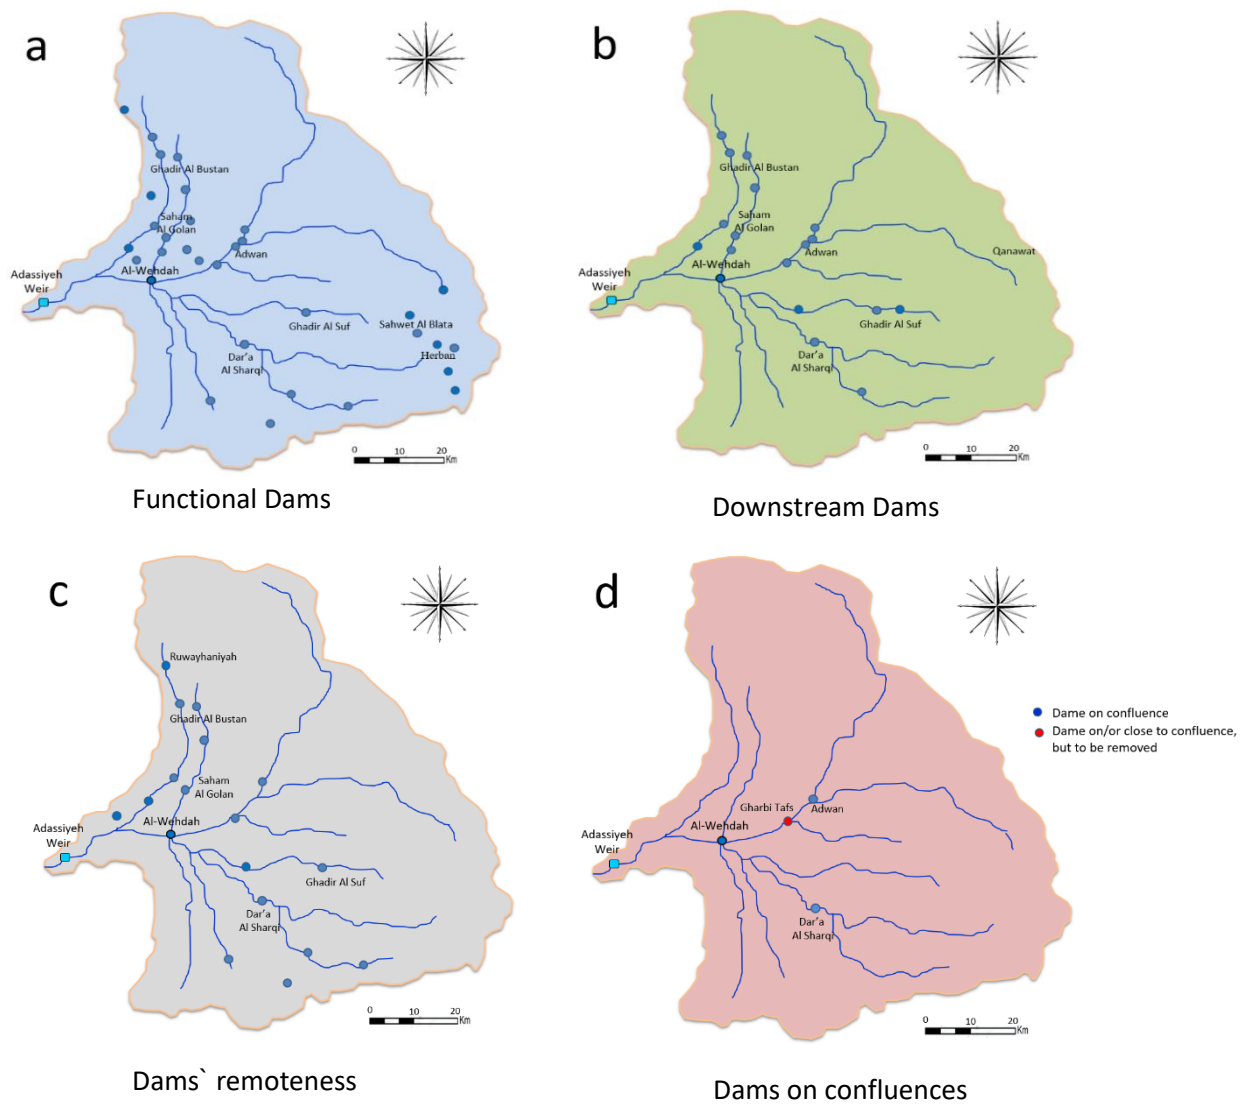 a
Ghadir Al Bustan
Saham
Al Golan
Adwan
Al-Wehdah
Adassiyeh
Weir
Ghadir Al Suf
Sahwet Al Blata
Herban
Dar'a
Al Sharqi
0 10 20
Km
Functional Dams
b
Ghadir Al Bustan
Saham
Al Golan
Adwan
Qanawat
Al-Wehdah
Adassiyeh
Weir
Ghadir Al Suf
Dar'a
Al Sharqi
0 10 20
Km
Downstream Dams
c
Ruwayhaniyah
Ghadir Al Bustan
Saham
Al Golan
Al-Wehdah
Adassiyeh
Weir
Ghadir Al Suf
Dar'a
Al Sharqi
0 10 20
Km
Dams` remoteness
d
Dame on confluence
Dame on/or close to confluence,
but to be removed
Gharbi Tafs
Adwan
Al-Wehdah
Adassiyeh
Weir
Dar'a
Al Sharqi
0 10 20
Km
Dams on confluences